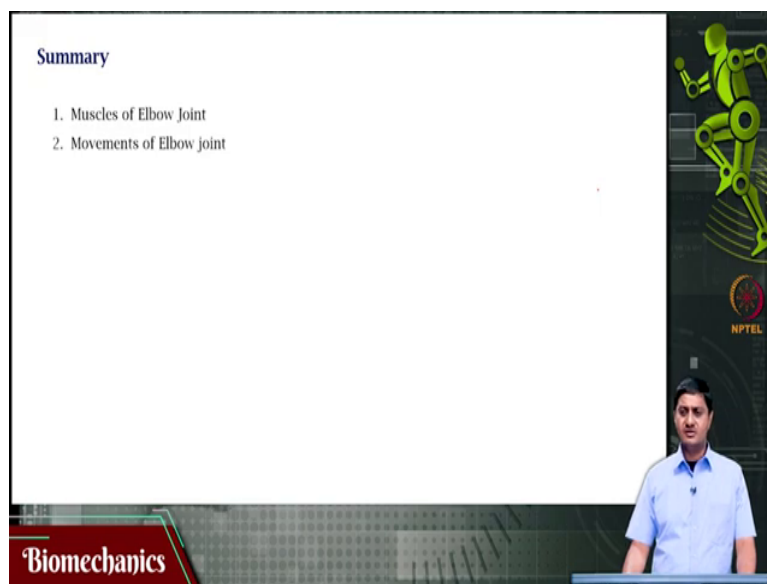 Summary
1. Muscles of Elbow Joint
2. Movements of Elbow joint
NPTEL
Biomechanics